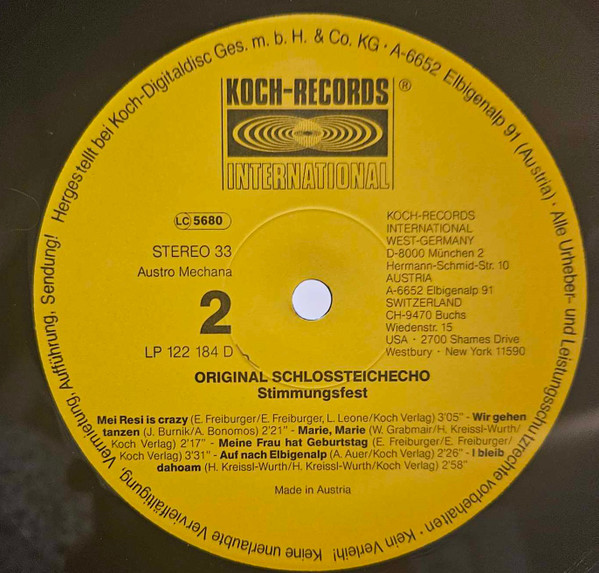 Hergestellt bei Koch-Digitaldisc Ges. m. b. H. & Co. KG · A-6652 Elbigenalp 91 (Austria) · Alle Urheber- und Leistungsschutzrechte vorbehalten · Kein Verleih! Keine unerlaubte Vervielfältigung, Vermietung, Aufführung, Sendung!
KOCH-RECORDS®
INTERNATIONAL
LC 5680
STEREO 33
Austro Mechana
2
LP 122 184 D
KOCH-RECORDS
INTERNATIONAL
WEST-GERMANY
D-8000 München 2
Hermann-Schmid-Str. 10
AUSTRIA
A-6652 Elbigenalp 91
SWITZERLAND
CH-9470 Buchs
Wiedenstr. 15
USA · 2700 Shames Drive
Westbury · New York 11590
ORIGINAL SCHLOSSTEICHECHO
Stimmungsfest
Mei Resi is crazy (E. Freiburger/E. Freiburger, L. Leone/Koch Verlag) 3'05" - Wir gehen
tanzen (J. Burnik/A. Bonomos) 2'21" - Marie, Marie (W. Grabmair/H. Kreissl-Wurth/
Koch Verlag) 2'17" - Meine Frau hat Geburtstag (E. Freiburger/E. Freiburger/
Koch Verlag) 3'31" - Auf nach Elbigenalp (A. Auer/Koch Verlag) 2'26" - I bleib
dahoam (H. Kreissl-Wurth/H. Kreissl-Wurth/Koch Verlag) 2'58"
Made in Austria